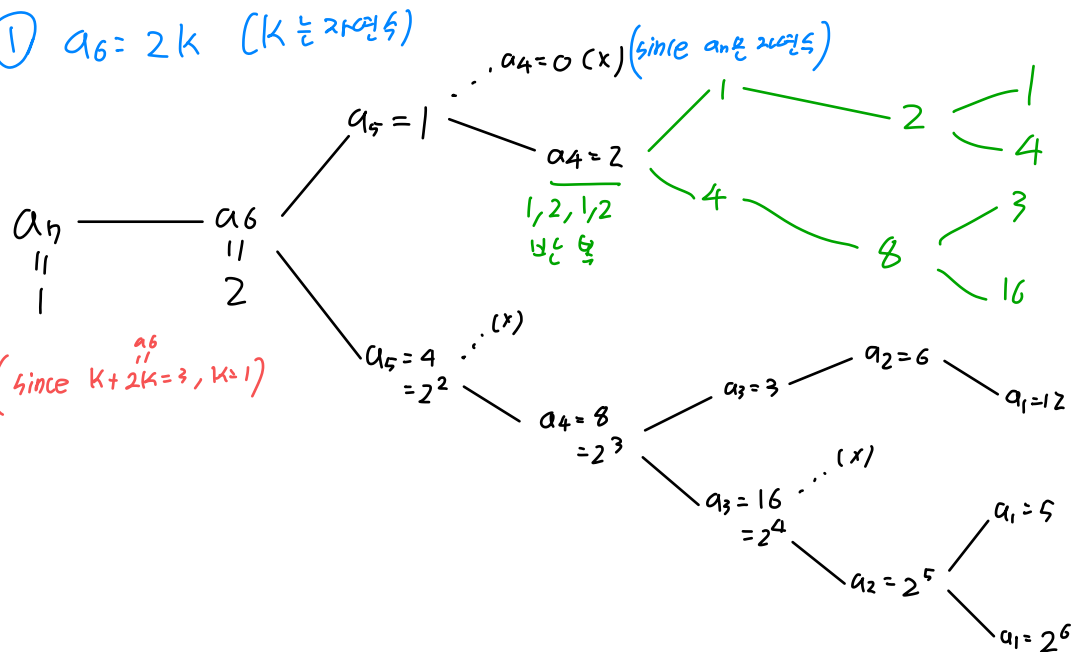 ① a₆ = 2k (k는 자연수)
a₄ = 0 (x) (since aₙ은 자연수)
a₅ = 1
a₄ = 2
1, 2, 1, 2
반복
1
2
1
4
4
8
3
16
a₇
=
1
a₆
=
2
a₆
=
(since k + 2k = 3, k = 1)
a₅ = 4
= 2²
(x)
a₄ = 8
= 2³
a₃ = 3
a₂ = 6
a₁ = 12
a₃ = 16
= 2⁴
(x)
a₂ = 2⁵
a₁ = 5
a₁ = 2⁶